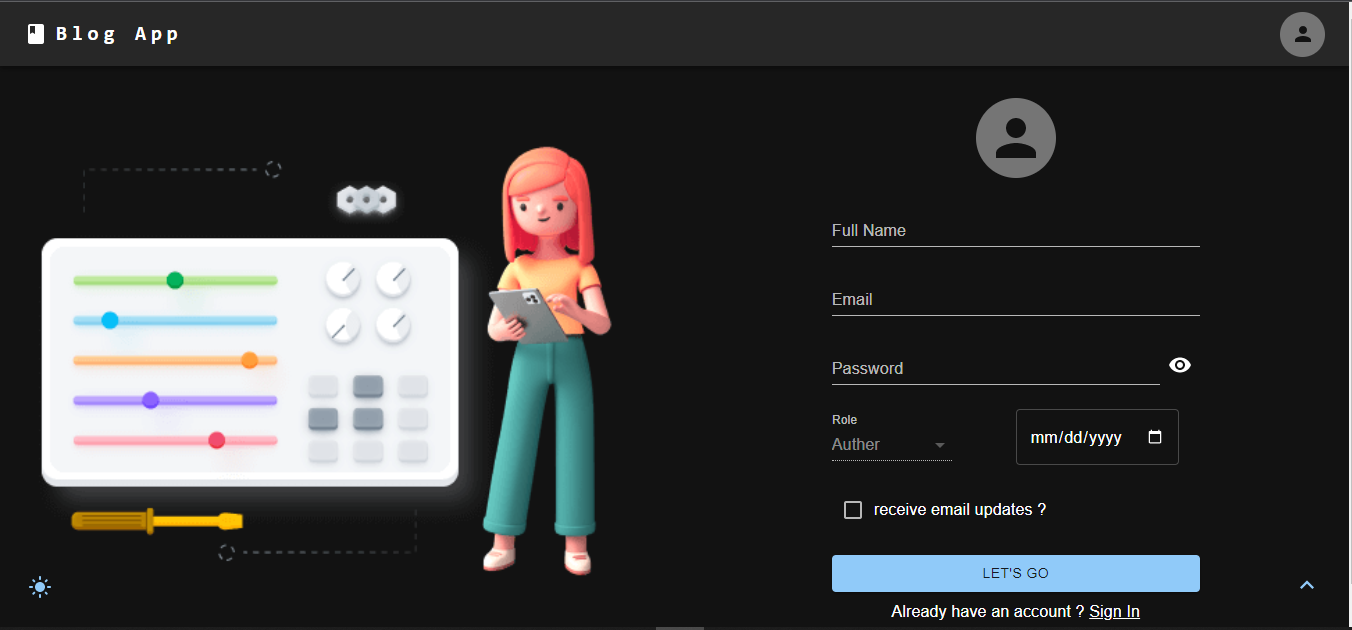 Blog App
Full Name
Email
Password
Role
Auther
mm/dd/yyyy
receive email updates ?
LET'S GO
Already have an account ? Sign In